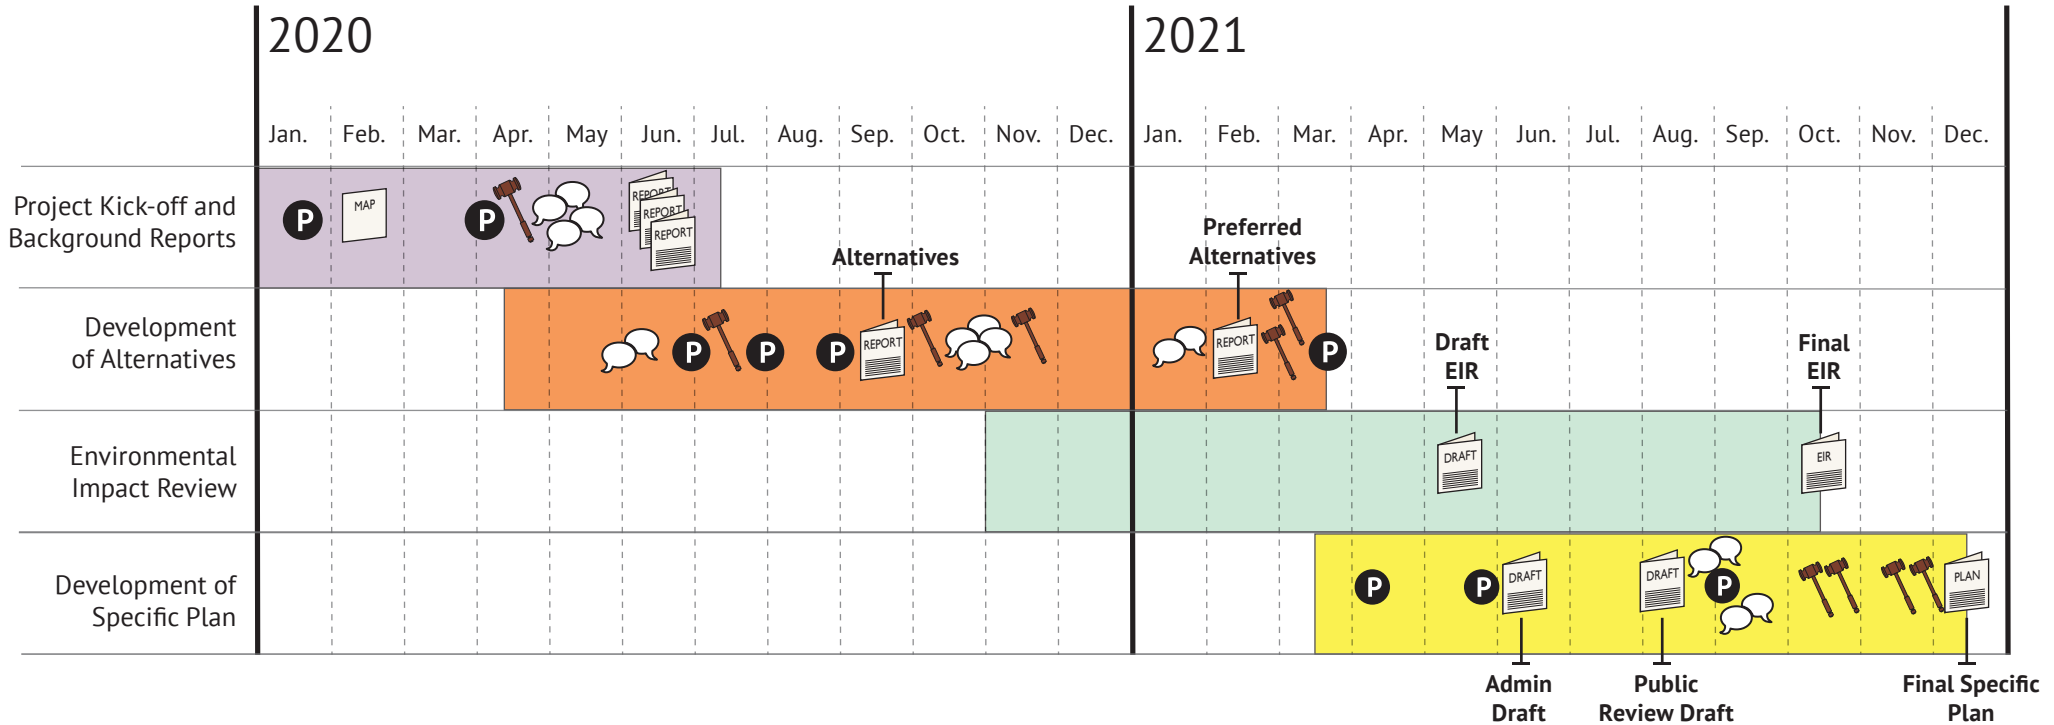 2020
2021
Jan. Feb. Mar. Apr. May Jun. Jul. Aug. Sep. Oct. Nov. Dec. Jan. Feb. Mar. Apr. May Jun. Jul. Aug. Sep. Oct. Nov. Dec.
Project Kick-off and
Background Reports
P
MAP
P
REPORT
REPORT
REPORT
Development
of Alternatives
P
P
P
Alternatives
REPORT
Preferred
Alternatives
REPORT
P
Environmental
Impact Review
Draft
EIR
DRAFT
Final
EIR
EIR
Development of
Specific Plan
P
P
DRAFT
DRAFT
P
PLAN
Admin
Draft
Public
Review Draft
Final Specific
Plan